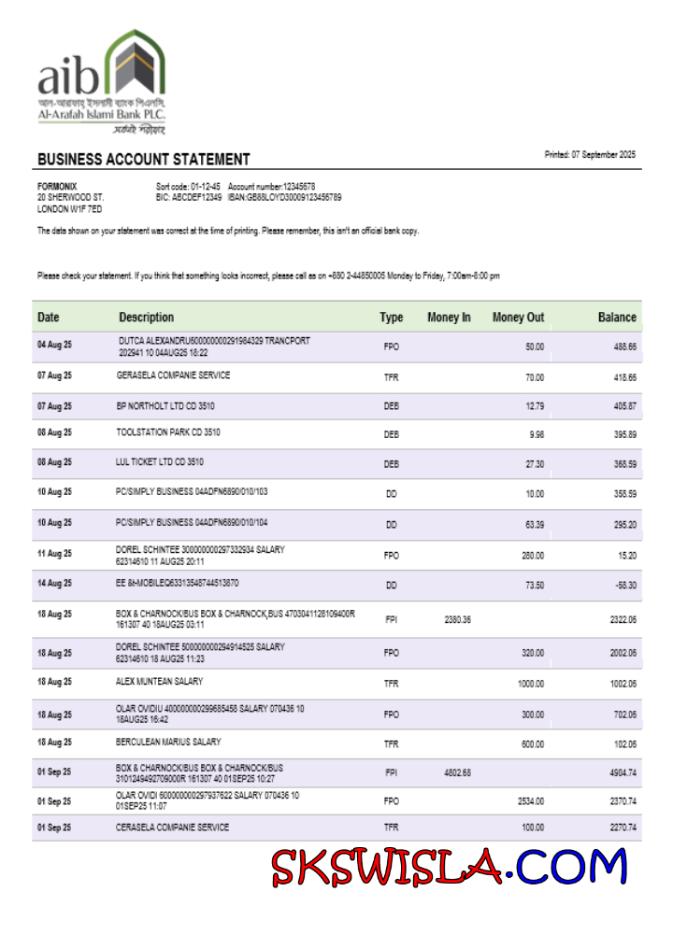 aib
আল-আরাফাহ্ ইসলামী ব্যাংক পিএলসি.
Al-Arafah Islami Bank PLC.
BUSINESS ACCOUNT STATEMENT
Printed: 07 September 2025
FORMONIX
20 SHERWOOD ST.
LONDON W1F 7ED
Sort code: 01-12-45 Account number:12345678
BIC: ABCDEF12349 IBAN:GB88LOYD30009123456789
The data shown on your statement was correct at the time of printing. Please remember, this isn't an official bank copy.
Please check your statement. If you think that something looks incorrect, please call as on +880 2-44850005 Monday to Friday, 7:00am-8:00 pm
Date Description Type Money In Money Out Balance
04 Aug 25 DUTCA ALEXANDRU600000000291984329 TRANCPORT
202941 10 04AUG25 18:22 FPO 50.00 488.66
07 Aug 25 GERASELA COMPANIE SERVICE TFR 70.00 418.66
07 Aug 25 BP NORTHOLT LTD CD 3510 DEB 12.79 405.87
08 Aug 25 TOOLSTATION PARK CD 3510 DEB 9.98 395.89
08 Aug 25 LUL TICKET LTD CD 3510 DEB 27.30 368.59
10 Aug 25 PC/SIMPLY BUSINESS 04ADFN6890/010/103 DD 10.00 358.59
10 Aug 25 PC/SIMPLY BUSINESS 04ADFN6890/010/104 DD 63.39 295.20
11 Aug 25 DOREL SCHINTEE 300000000297332934 SALARY
62314610 11 AUG25 20:11 FPO 280.00 15.20
14 Aug 25 EE &t-MOBILEQ63313548744513870 DD 73.50 -58.30
18 Aug 25 BOX & CHARNOCK/BUS BOX & CHARNOCK,BUS 4703041128109400R
161307 40 18AUG25 03:11 FPI 2380.36 2322.06
18 Aug 25 DOREL SCHINTEE 500000000294914525 SALARY
62314610 18 AUG25 11:23 FPO 320.00 2002.06
18 Aug 25 ALEX MUNTEAN SALARY TFR 1000.00 1002.06
18 Aug 25 OLAR OVIDIU 400000000299685458 SALARY 070436 10
18AUG25 16:42 FPO 300.00 702.06
18 Aug 25 BERCULEAN MARIUS SALARY TFR 600.00 102.06
01 Sep 25 BOX & CHARNOCK/BUS BOX & CHARNOCK/BUS
3101249492709000R 161307 40 01SEP25 10:27 FPI 4802.68 4904.74
01 Sep 25 OLAR OVIDI 600000000297937622 SALARY 070436 10
01SEP25 11:07 FPO 2534.00 2370.74
01 Sep 25 CERASELA COMPANIE SERVICE TFR 100.00 2270.74
SKSWISLA.COM